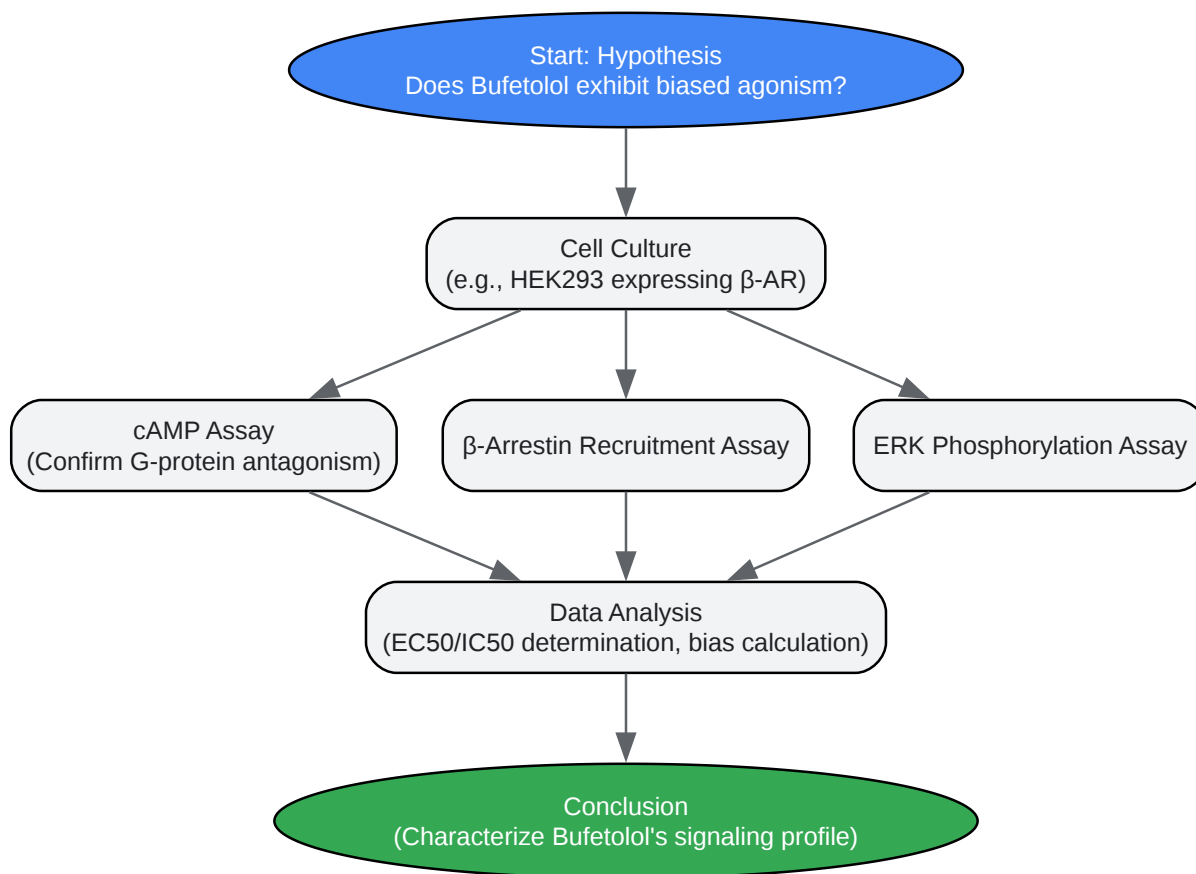 Start: Hypothesis
Does Bufetolol exhibit biased agonism?
Cell Culture
(e.g., HEK293 expressing β-AR)
cAMP Assay
(Confirm G-protein antagonism)
β-Arrestin Recruitment Assay
ERK Phosphorylation Assay
Data Analysis
(EC50/IC50 determination, bias calculation)
Conclusion
(Characterize Bufetolol's signaling profile)